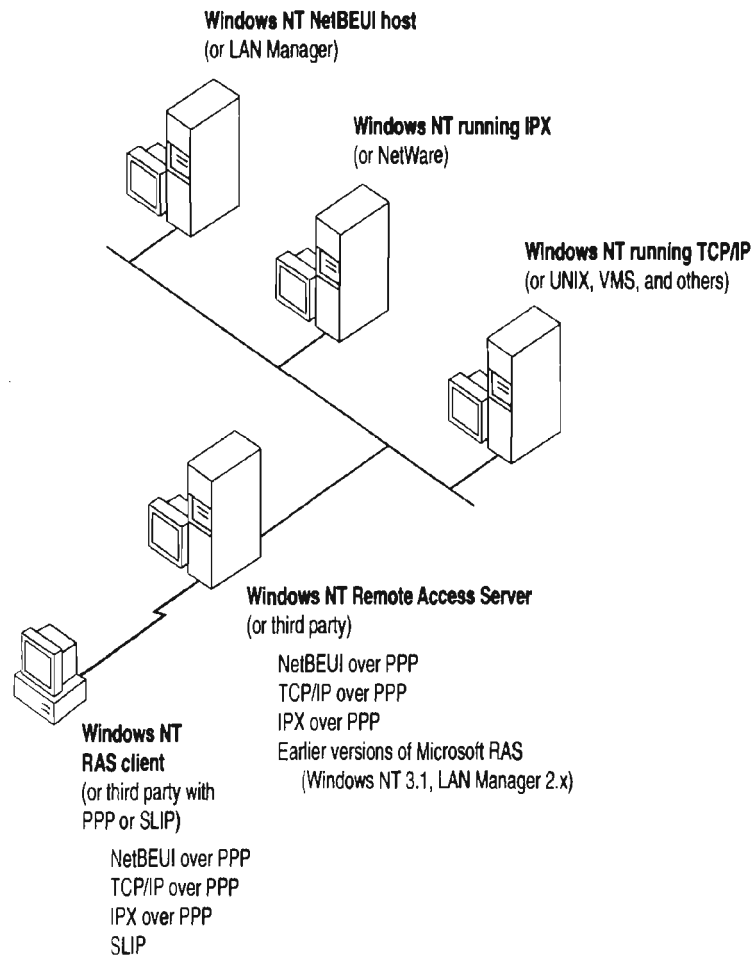 Windows NT NetBEUI host
(or LAN Manager)
Windows NT running IPX
(or NetWare)
Windows NT running TCP/IP
(or UNIX, VMS, and others)
Windows NT Remote Access Server
(or third party)
NetBEUI over PPP
TCP/IP over PPP
IPX over PPP
Earlier versions of Microsoft RAS
(Windows NT 3.1, LAN Manager 2.x)
Windows NT
RAS client
(or third party with
PPP or SLIP)
NetBEUI over PPP
TCP/IP over PPP
IPX over PPP
SLIP